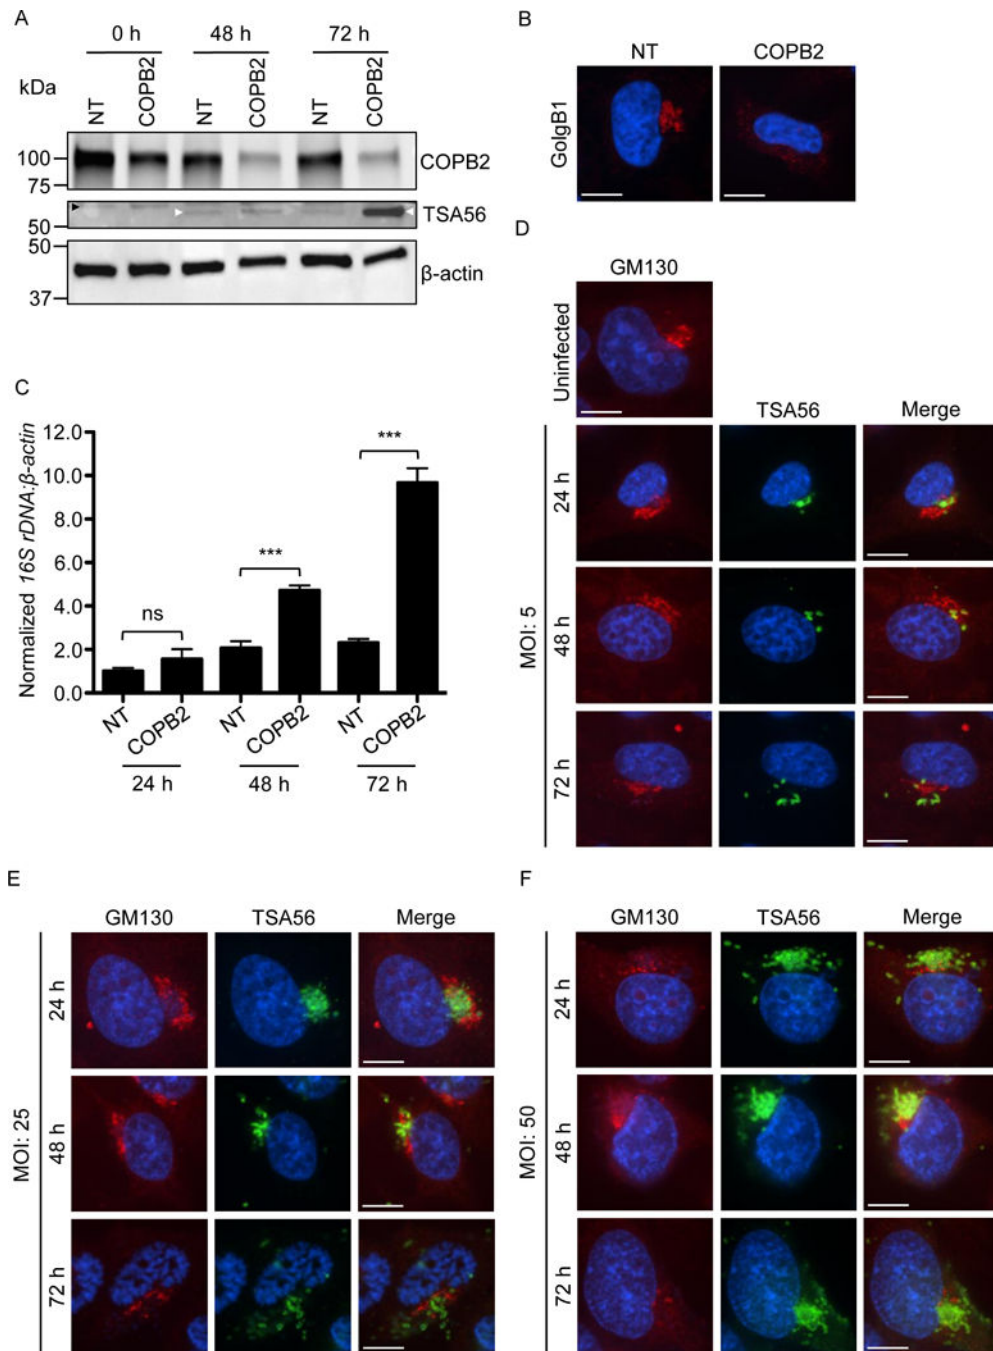 A
0 h 48 h 72 h
kDa
NT COPB2 NT COPB2 NT COPB2
100
75
COPB2
50
TSA56
50
37
β-actin
B
NT COPB2
GolgB1
C
Normalized 16S rDNA:β-actin
12.0
10.0
8.0
6.0
4.0
2.0
0.0
ns
***
***
NT COPB2 NT COPB2 NT COPB2
24 h 48 h 72 h
D
GM130
Uninfected
TSA56 Merge
MOI: 5
24 h
48 h
72 h
E
GM130 TSA56 Merge
MOI: 25
24 h
48 h
72 h
F
GM130 TSA56 Merge
MOI: 50
24 h
48 h
72 h